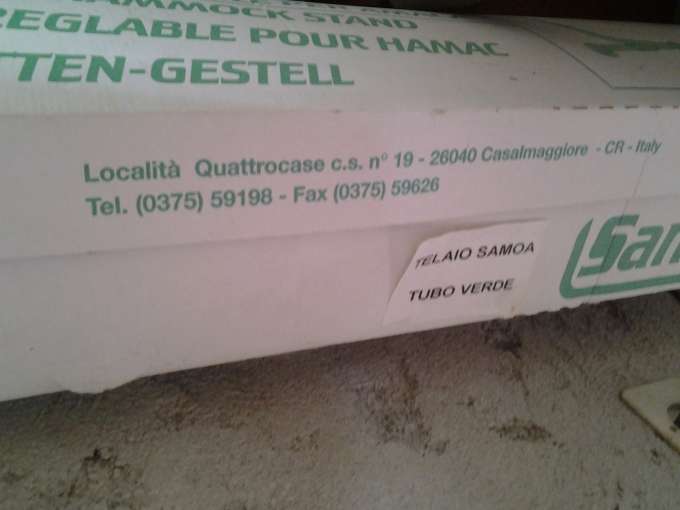 HAMMOCK STAND
REGLABLE POUR HAMAC
TTEN-GESTELL
Località Quattrocase c.s. n° 19 - 26040 Casalmaggiore - CR - Italy
Tel. (0375) 59198 - Fax (0375) 59626
TELAIO SAMOA
TUBO VERDE
San